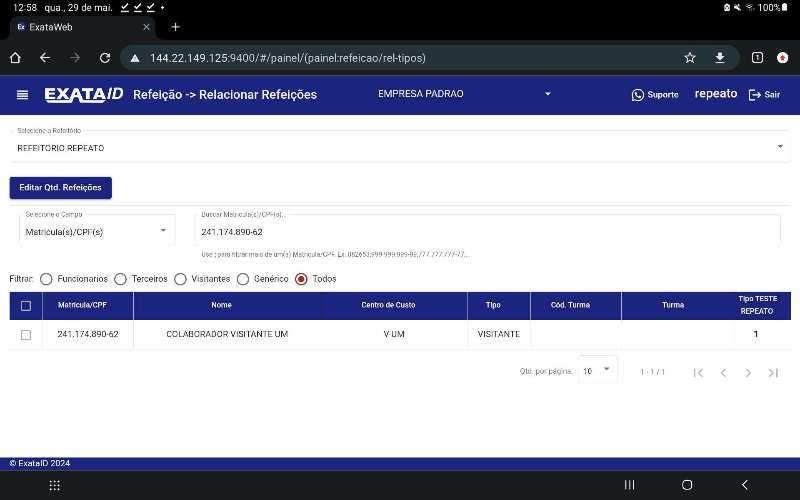 12:58 qua., 29 de mai.
100%
Ex ExataWeb
144.22.149.125:9400/#/painel/(painel:refeicao/rel-tipos)
1
EXATAID Refeição -> Relacionar Refeições EMPRESA PADRAO Suporte repeato Sair
Selecione o Refeitório
REFEITORIO REPEATO
Editar Qtd. Refeições
Selecione o Campo
Matricula(s)/CPF(s)
Buscar Matricula(s)/CPF(s)...
241.174.890-62
Use ; para filtrar mais de um(s) Matricula/CPF. Ex: 082653;999.999.999-99;777.777.777-77;...
Filtrar: Funcionarios Terceiros Visitantes Genérico Todos
Matricula/CPF Nome Centro de Custo Tipo Cód. Turma Turma Tipo TESTE REPEATO
241.174.890-62 COLABORADOR VISITANTE UM V UM VISITANTE 1
Qtd. por página: 10 1 - 1 / 1
© ExataID 2024